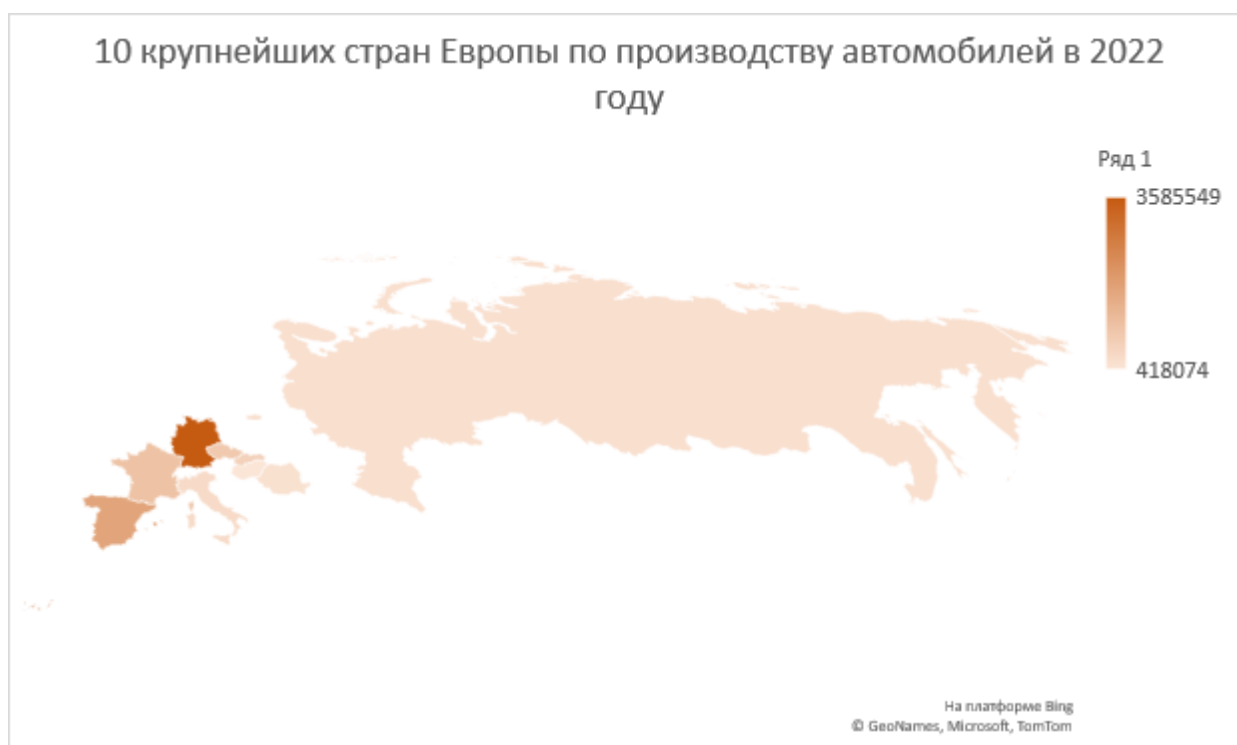 10 крупнейших стран Европы по производству автомобилей в 2022
году
Ряд 1
3585549
418074
На платформе Bing
© GeoNames, Microsoft, TomTom